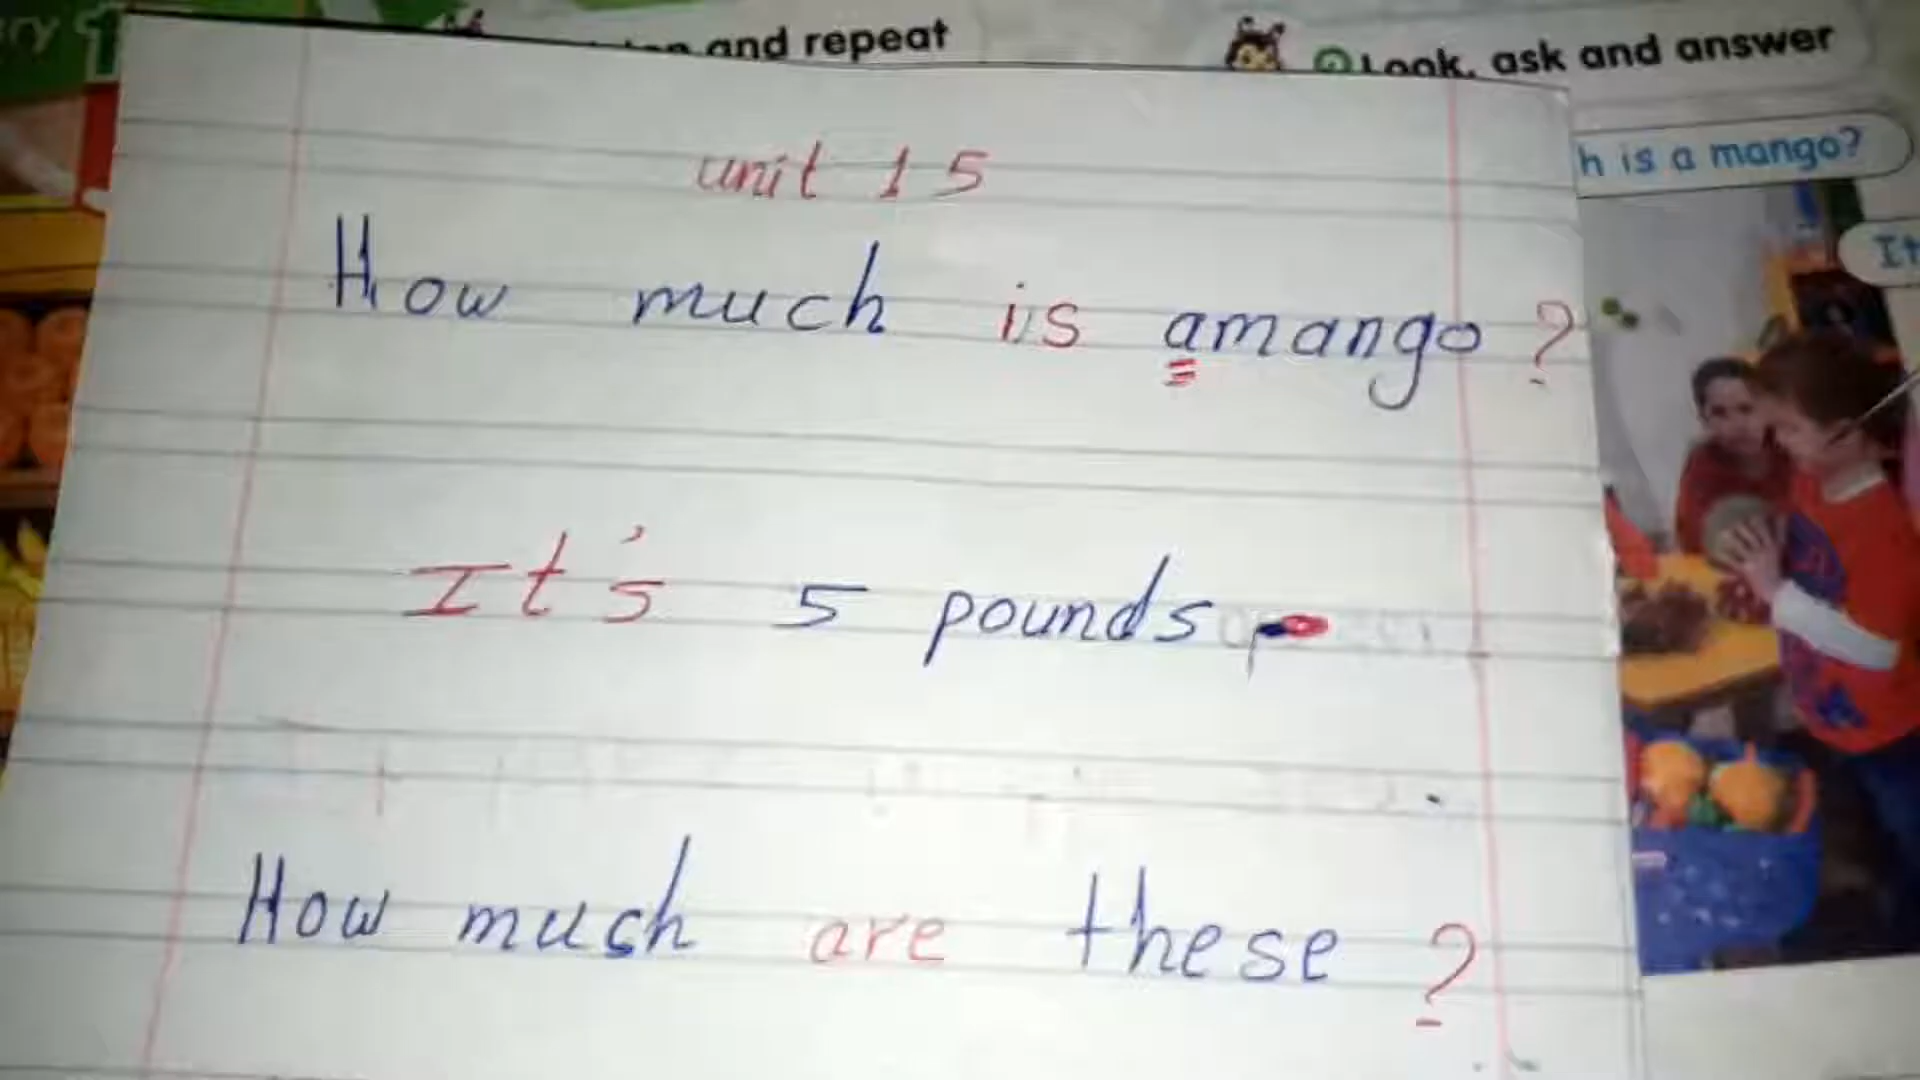 and repeat
Look, ask and answer
h is a mango?
It
unit 15
How much is amango?
It's 5 pounds.
How much are these?